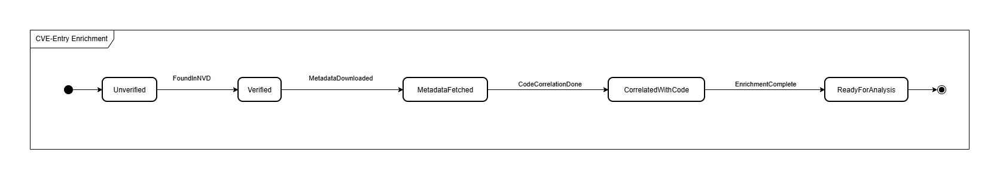 CVE-Entry Enrichment
Unverified
FoundInNVD
Verified
MetadataDownloaded
MetadataFetched
CodeCorrelationDone
CorrelatedWithCode
EnrichmentComplete
ReadyForAnalysis